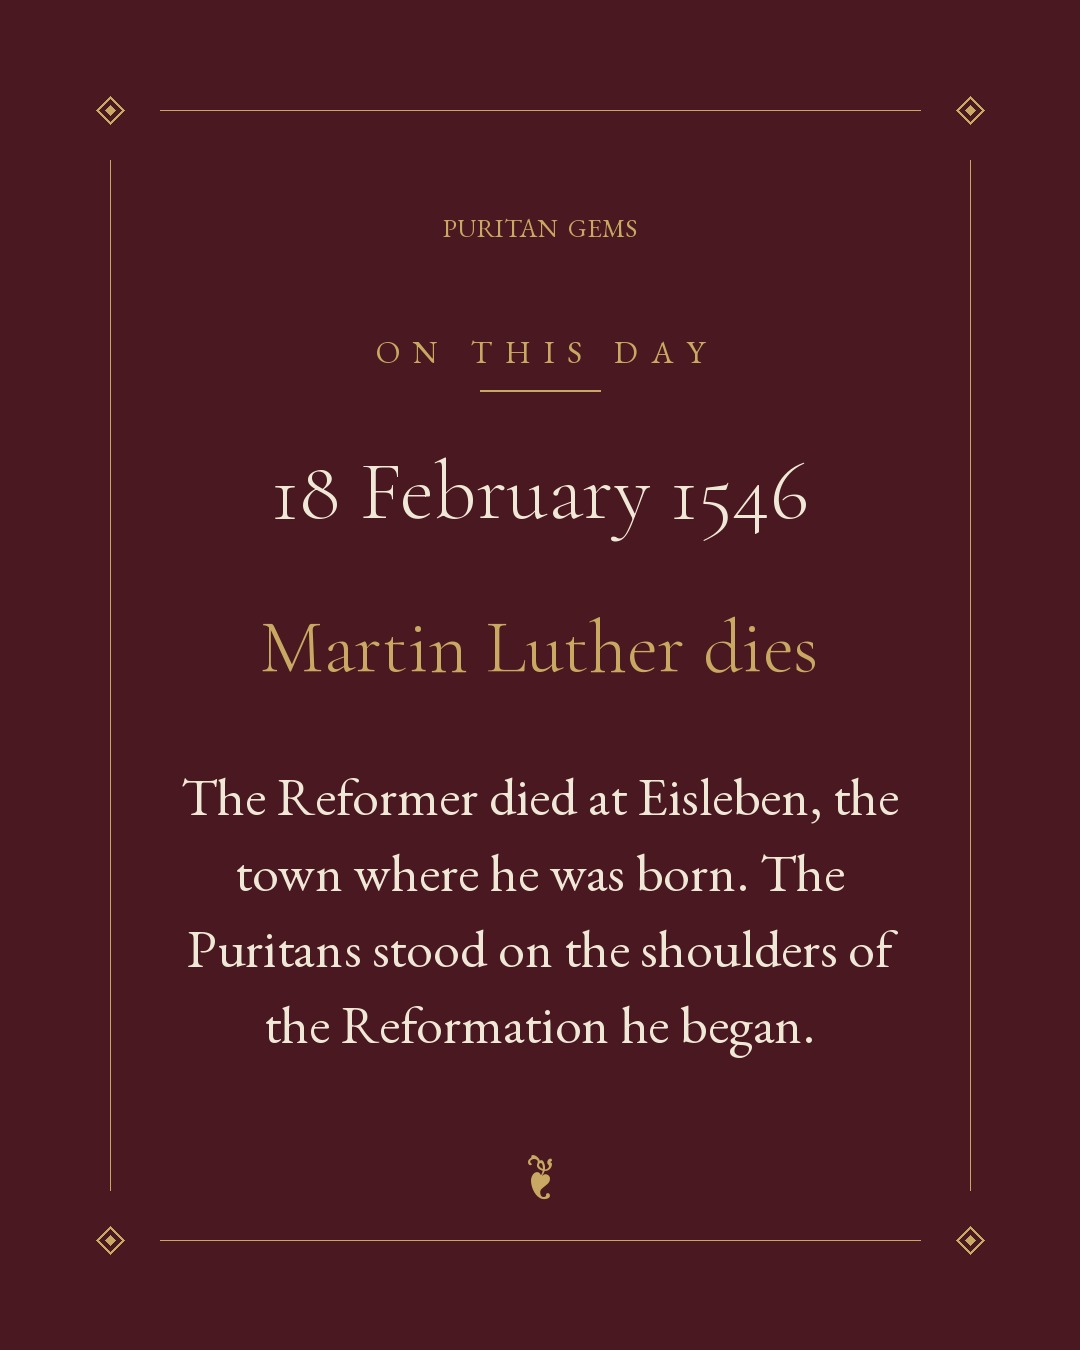 PURITAN GEMS
ON THIS DAY
18 February 1546
Martin Luther dies
The Reformer died at Eisleben, the
town where he was born. The
Puritans stood on the shoulders of
the Reformation he began.